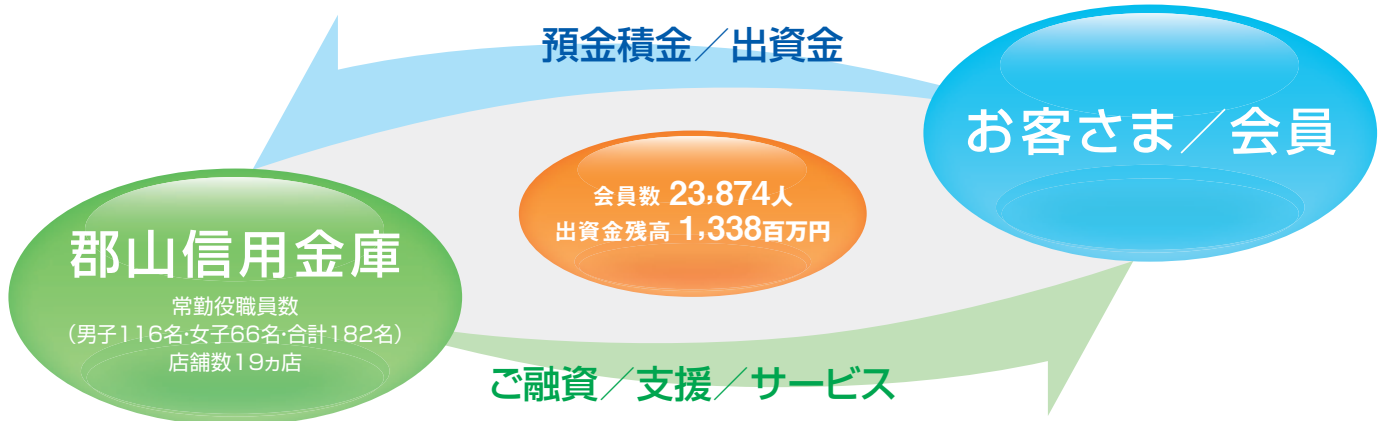 預金積金／出資金
お客さま／会員
会員数 23,874人
出資金残高 1,338百万円
郡山信用金庫
常勤役職員数
（男子116名・女子66名・合計182名）
店舗数19ヵ店
ご融資／支援／サービス